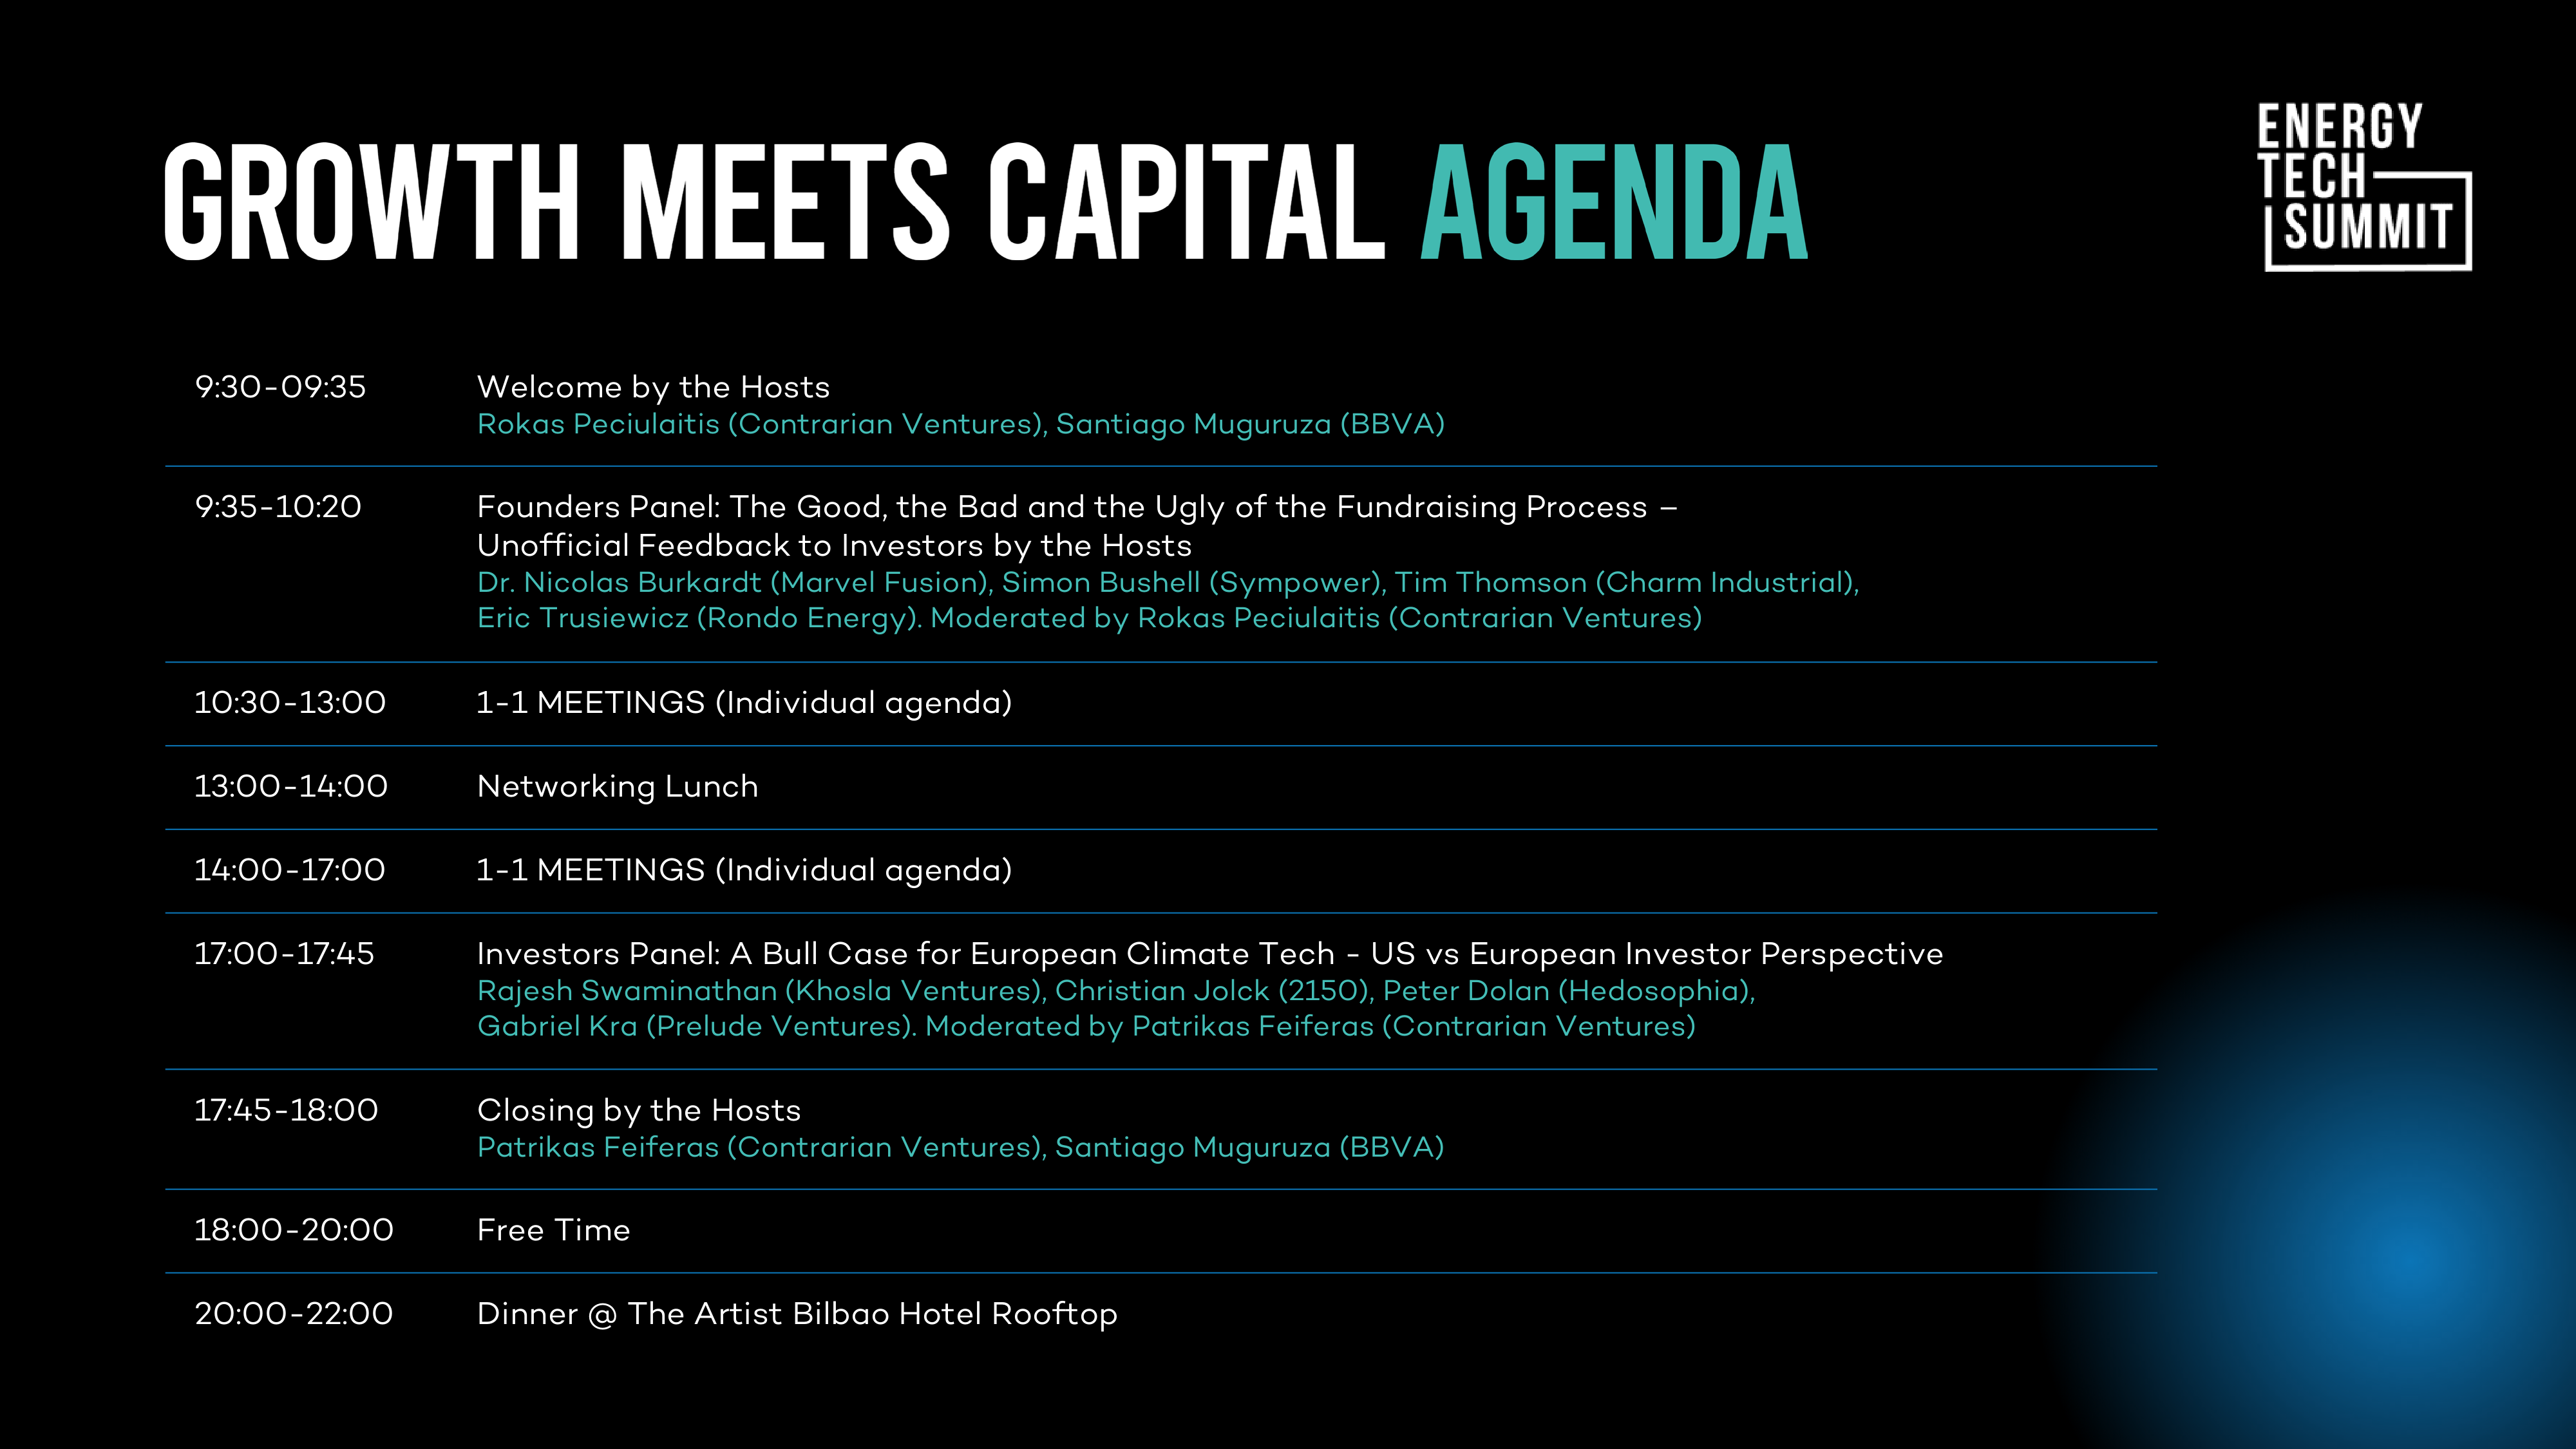 GROWTH MEETS CAPITAL AGENDA
ENERGY
TECH
SUMMIT
9:30-09:35 Welcome by the Hosts
Rokas Peciulaitis (Contrarian Ventures), Santiago Muguruza (BBVA)
9:35-10:20 Founders Panel: The Good, the Bad and the Ugly of the Fundraising Process –
Unofficial Feedback to Investors by the Hosts
Dr. Nicolas Burkardt (Marvel Fusion), Simon Bushell (Sympower), Tim Thomson (Charm Industrial),
Eric Trusiewicz (Rondo Energy). Moderated by Rokas Peciulaitis (Contrarian Ventures)
10:30-13:00 1-1 MEETINGS (Individual agenda)
13:00-14:00 Networking Lunch
14:00-17:00 1-1 MEETINGS (Individual agenda)
17:00-17:45 Investors Panel: A Bull Case for European Climate Tech - US vs European Investor Perspective
Rajesh Swaminathan (Khosla Ventures), Christian Jolck (2150), Peter Dolan (Hedosophia),
Gabriel Kra (Prelude Ventures). Moderated by Patrikas Feiferas (Contrarian Ventures)
17:45-18:00 Closing by the Hosts
Patrikas Feiferas (Contrarian Ventures), Santiago Muguruza (BBVA)
18:00-20:00 Free Time
20:00-22:00 Dinner @ The Artist Bilbao Hotel Rooftop